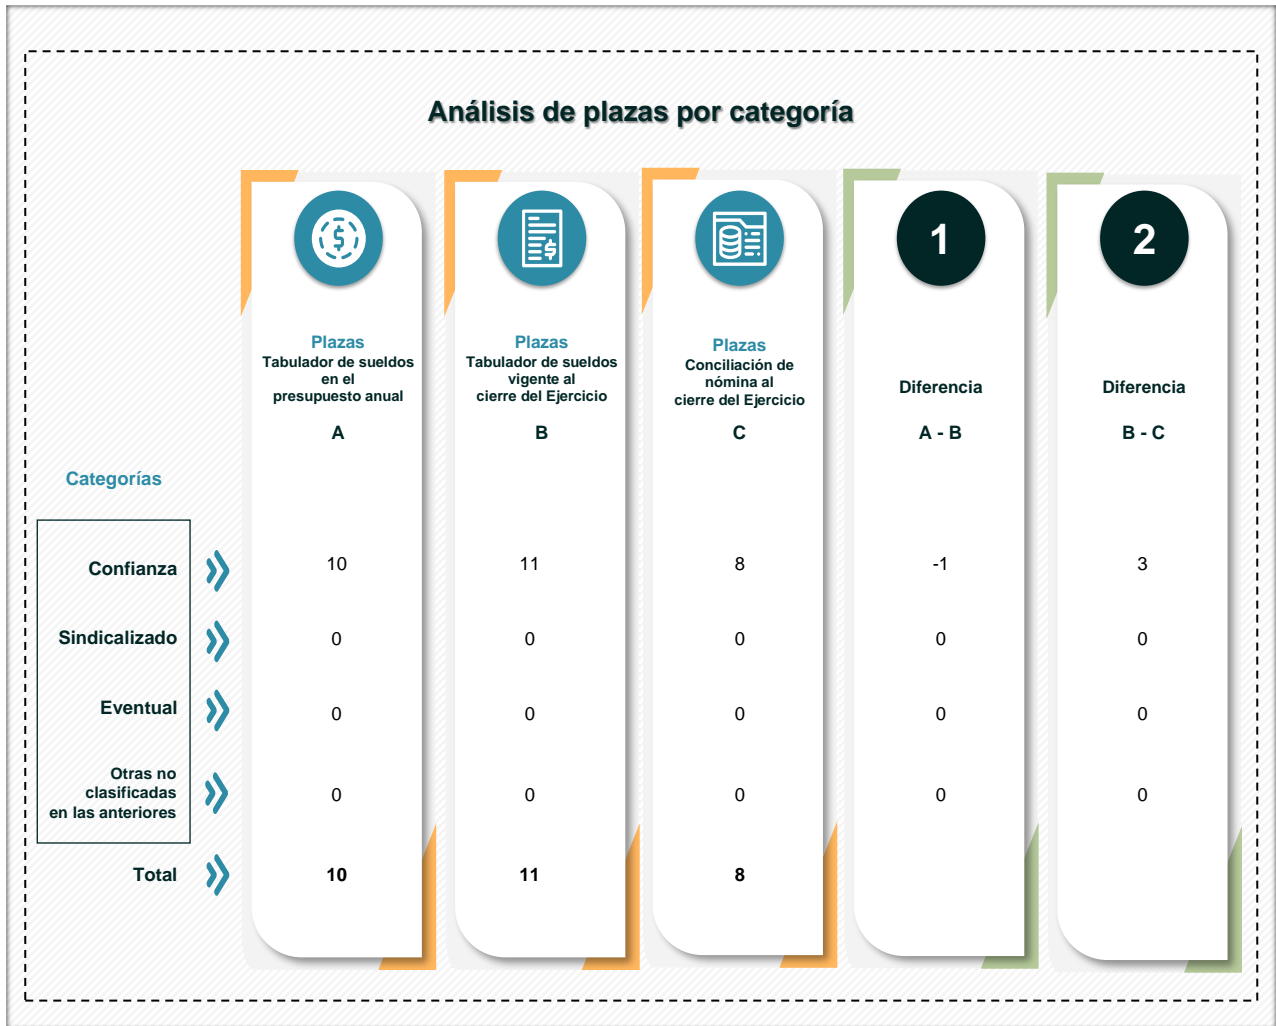 Análisis de plazas por categoría
1
2
Plazas
Tabulador de sueldos
en el
presupuesto anual
A
Plazas
Tabulador de sueldos
vigente al
cierre del Ejercicio
B
Plazas
Conciliación de
nómina al
cierre del Ejercicio
C
Diferencia
A - B
Diferencia
B - C
Categorías
Confianza 10 11 8 -1 3
Sindicalizado 0 0 0 0 0
Eventual 0 0 0 0 0
Otras no
clasificadas
en las anteriores 0 0 0 0 0
Total 10 11 8